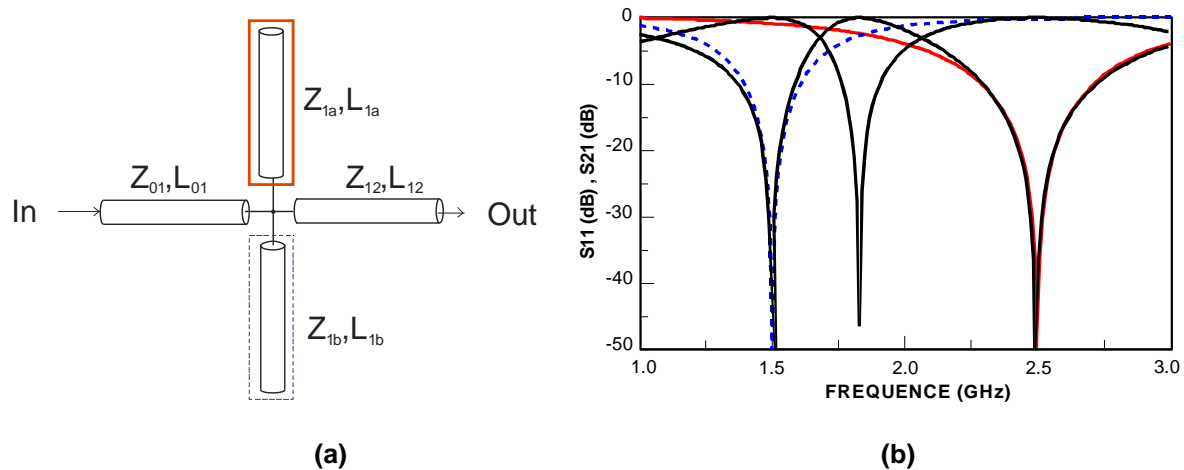 Z1a,L1a
Z01,L01
Z12,L12
In
Out
Z1b,L1b
(a)
S11 (dB) , S21 (dB)
0
-10
-20
-30
-40
-50
1.0
1.5
2.0
2.5
3.0
FREQUENCE (GHz)
(b)